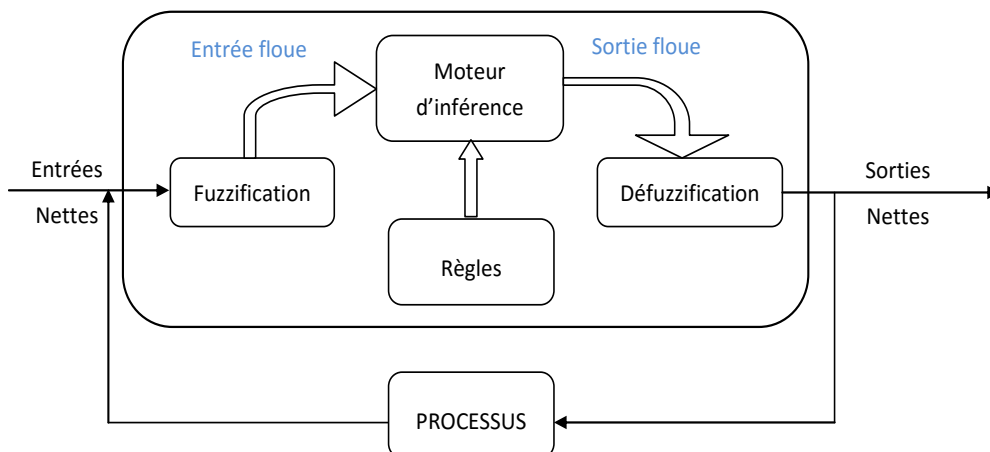 Entrée floue
Sortie floue
Moteur
d'inférence
Entrées
Nettes
Fuzzification
Règles
Défuzzification
Sorties
Nettes
PROCESSUS